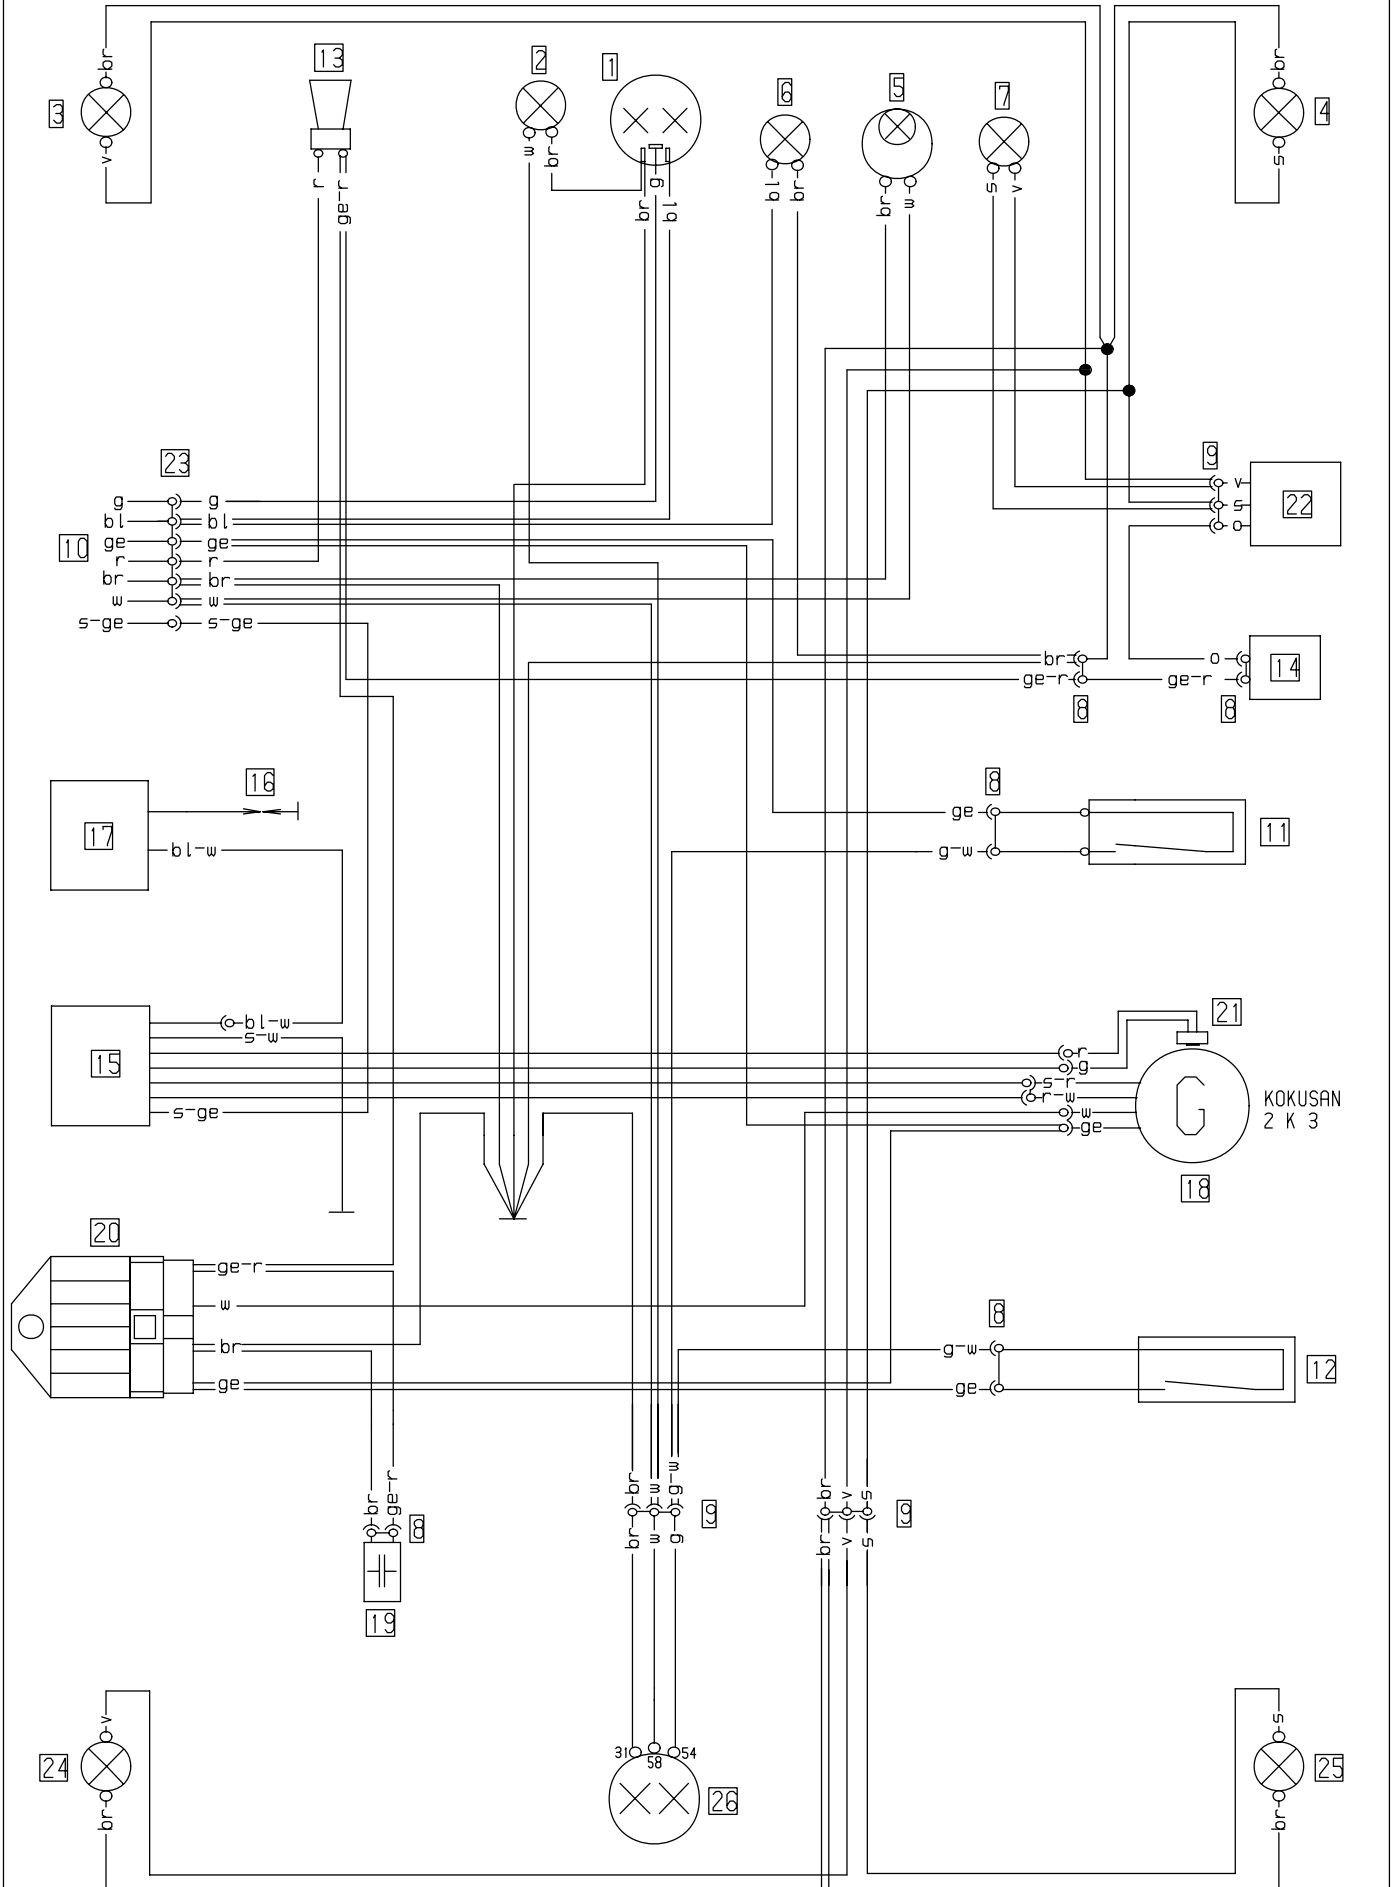 br
13
2
1
br
3
6
5
7
4
v
w
br
s
r
ge-r
br
g
bl
bl
br
br
w
s
v
23
9
g
g
v
bl
bl
s
22
10
ge
ge
o
r
r
br
br
w
w
s-ge
s-ge
br
o
14
ge-r
ge-r
8
8
16
8
17
ge
11
bl-w
g-w
21
bl-w
s-w
r
15
g
s-r
r-w
G
KOKUSAN
w
2 K 3
s-ge
ge
18
20
ge-r
w
8
br
g-w
12
ge
ge
br
ge-r
br
w
g-w
br
v
s
8
9
9
br
w
g
br
v
s
19
v
s
31
58
54
24
25
26
br
br